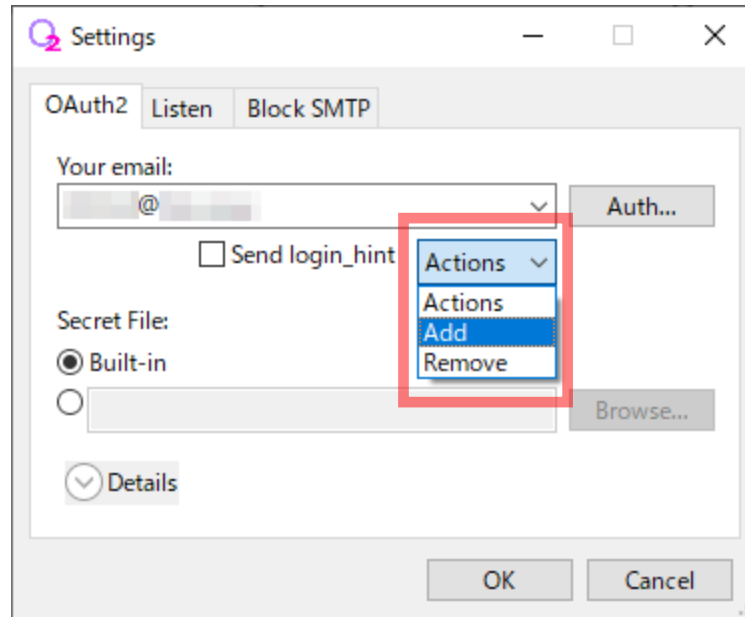 Settings
OAuth2 Listen Block SMTP
Your email:
@
Auth...
Send login_hint
Actions
Actions
Add
Remove
Secret File:
Built-in
Browse...
Details
OK Cancel